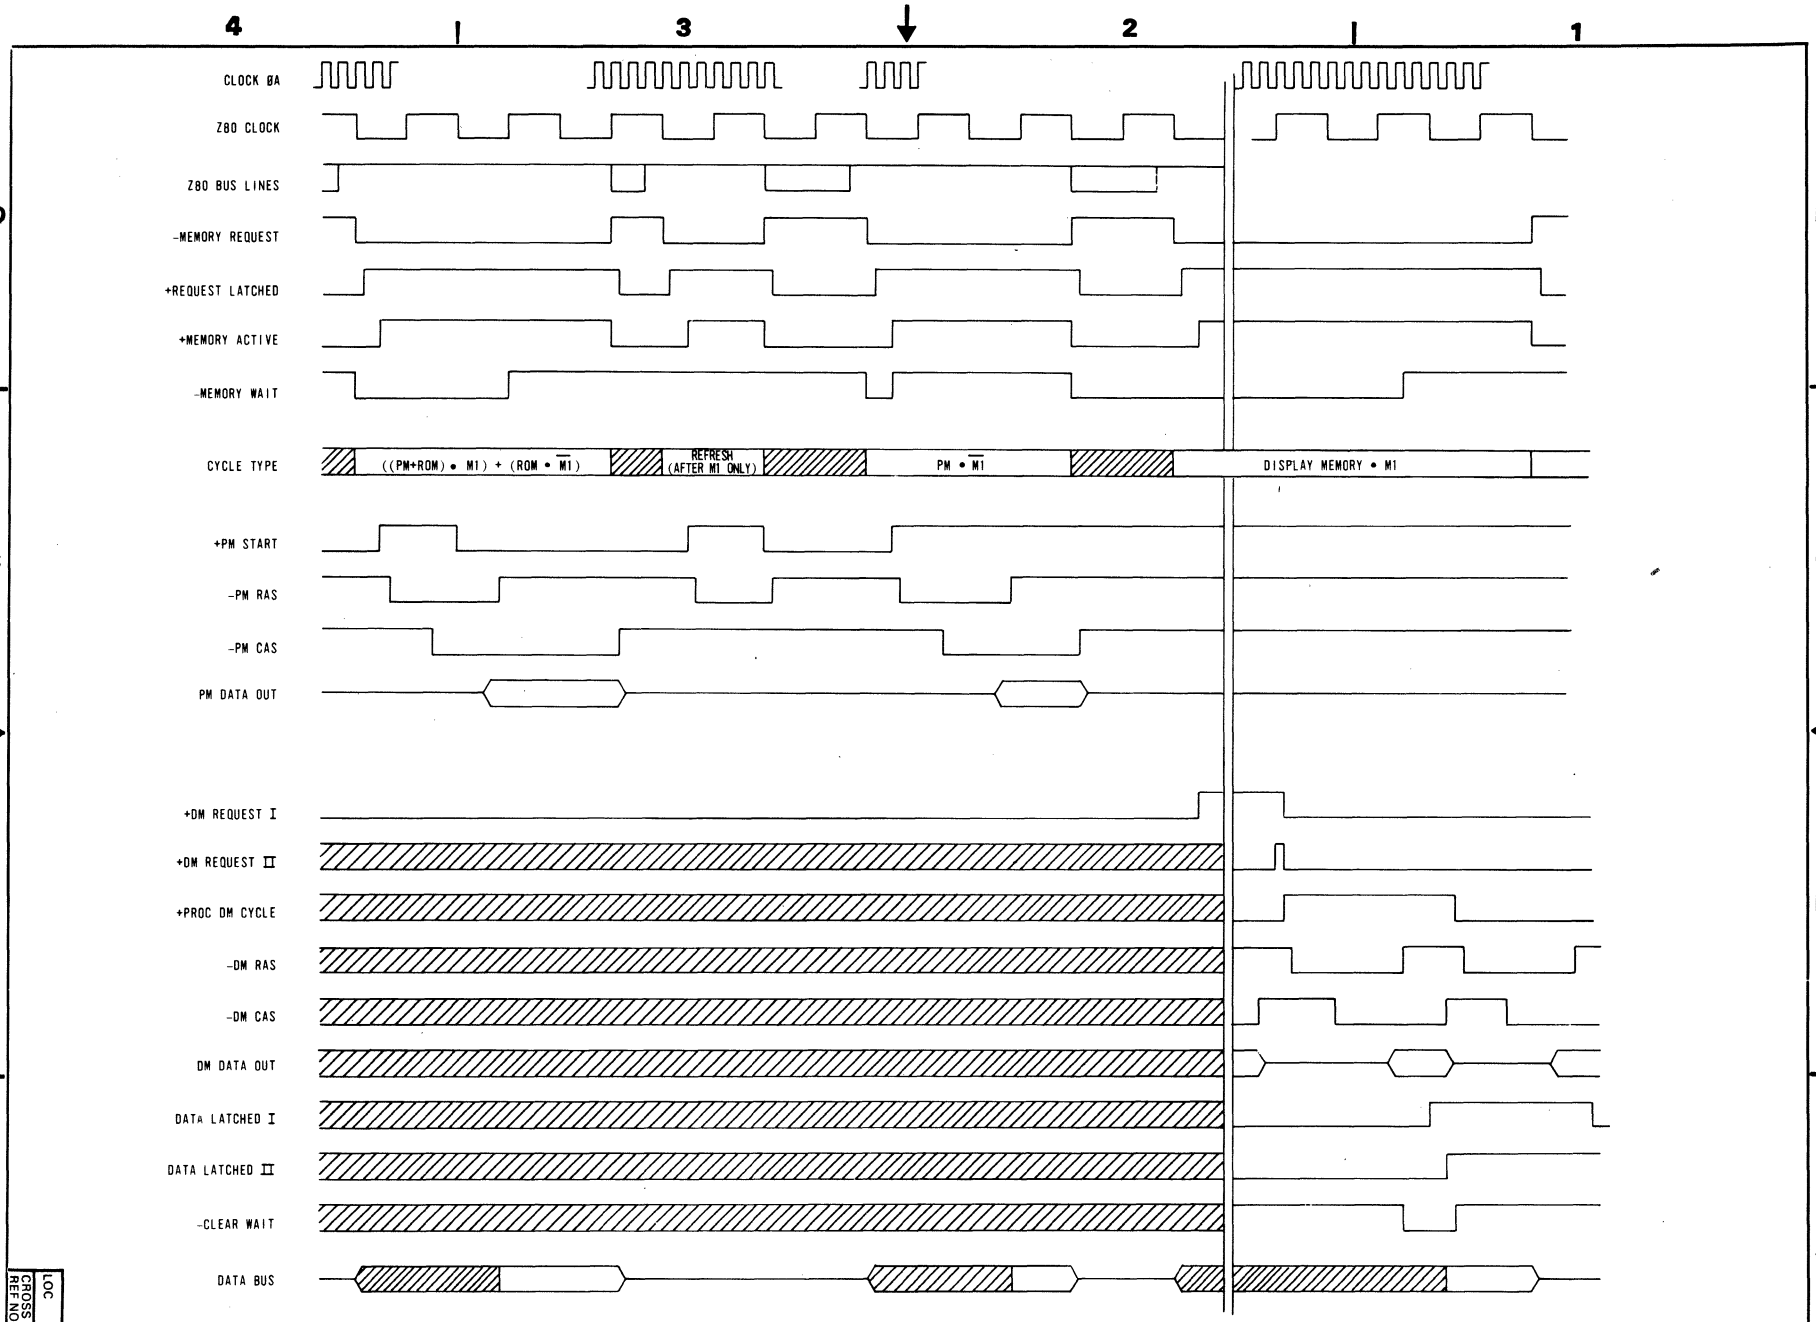 4 3 2 1
CLOCK ØA
Z80 CLOCK
Z80 BUS LINES
-MEMORY REQUEST
+REQUEST LATCHED
+MEMORY ACTIVE
-MEMORY WAIT
CYCLE TYPE ((PM+ROM) • M1) + (ROM • M̅1̅) REFRESH (AFTER M1 ONLY) PM • M̅1̅ DISPLAY MEMORY • M1
+PM START
-PM RAS
-PM CAS
PM DATA OUT
+DM REQUEST I
+DM REQUEST II
+PROC DM CYCLE
-DM RAS
-DM CAS
DM DATA OUT
DATA LATCHED I
DATA LATCHED II
-CLEAR WAIT
DATA BUS
LOC
CROSS
REF NO